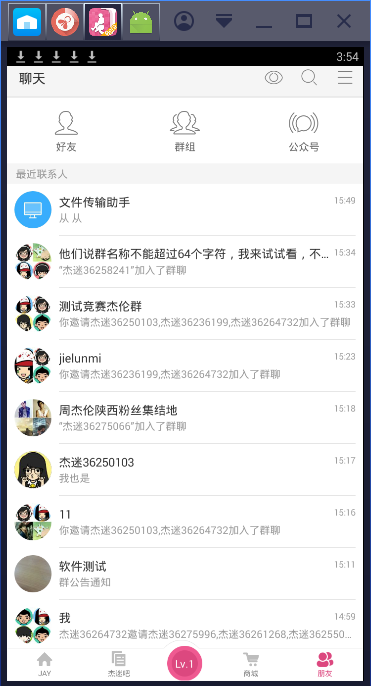 3:54
聊天
好友
群组
公众号
最近联系人
文件传输助手
15:49
从 从
他们说群名称不能超过64个字符，我来试试看，不...
15:34
"杰迷36258241"加入了群聊
测试竞赛杰伦群
15:33
你邀请杰迷36250103,杰迷36236199,杰迷36264732加入了群聊
jielunmi
15:23
你邀请杰迷36236199,杰迷36264732加入了群聊
周杰伦陕西粉丝集结地
15:18
"杰迷36275066"加入了群聊
杰迷36250103
15:17
我也是
11
15:16
你邀请杰迷36250103,杰迷36264732加入了群聊
软件测试
15:11
群公告通知
我
14:59
杰迷36264732邀请杰迷36275996,杰迷36261268,杰迷362550...
JAY
杰迷吧
Lv.1
商城
朋友